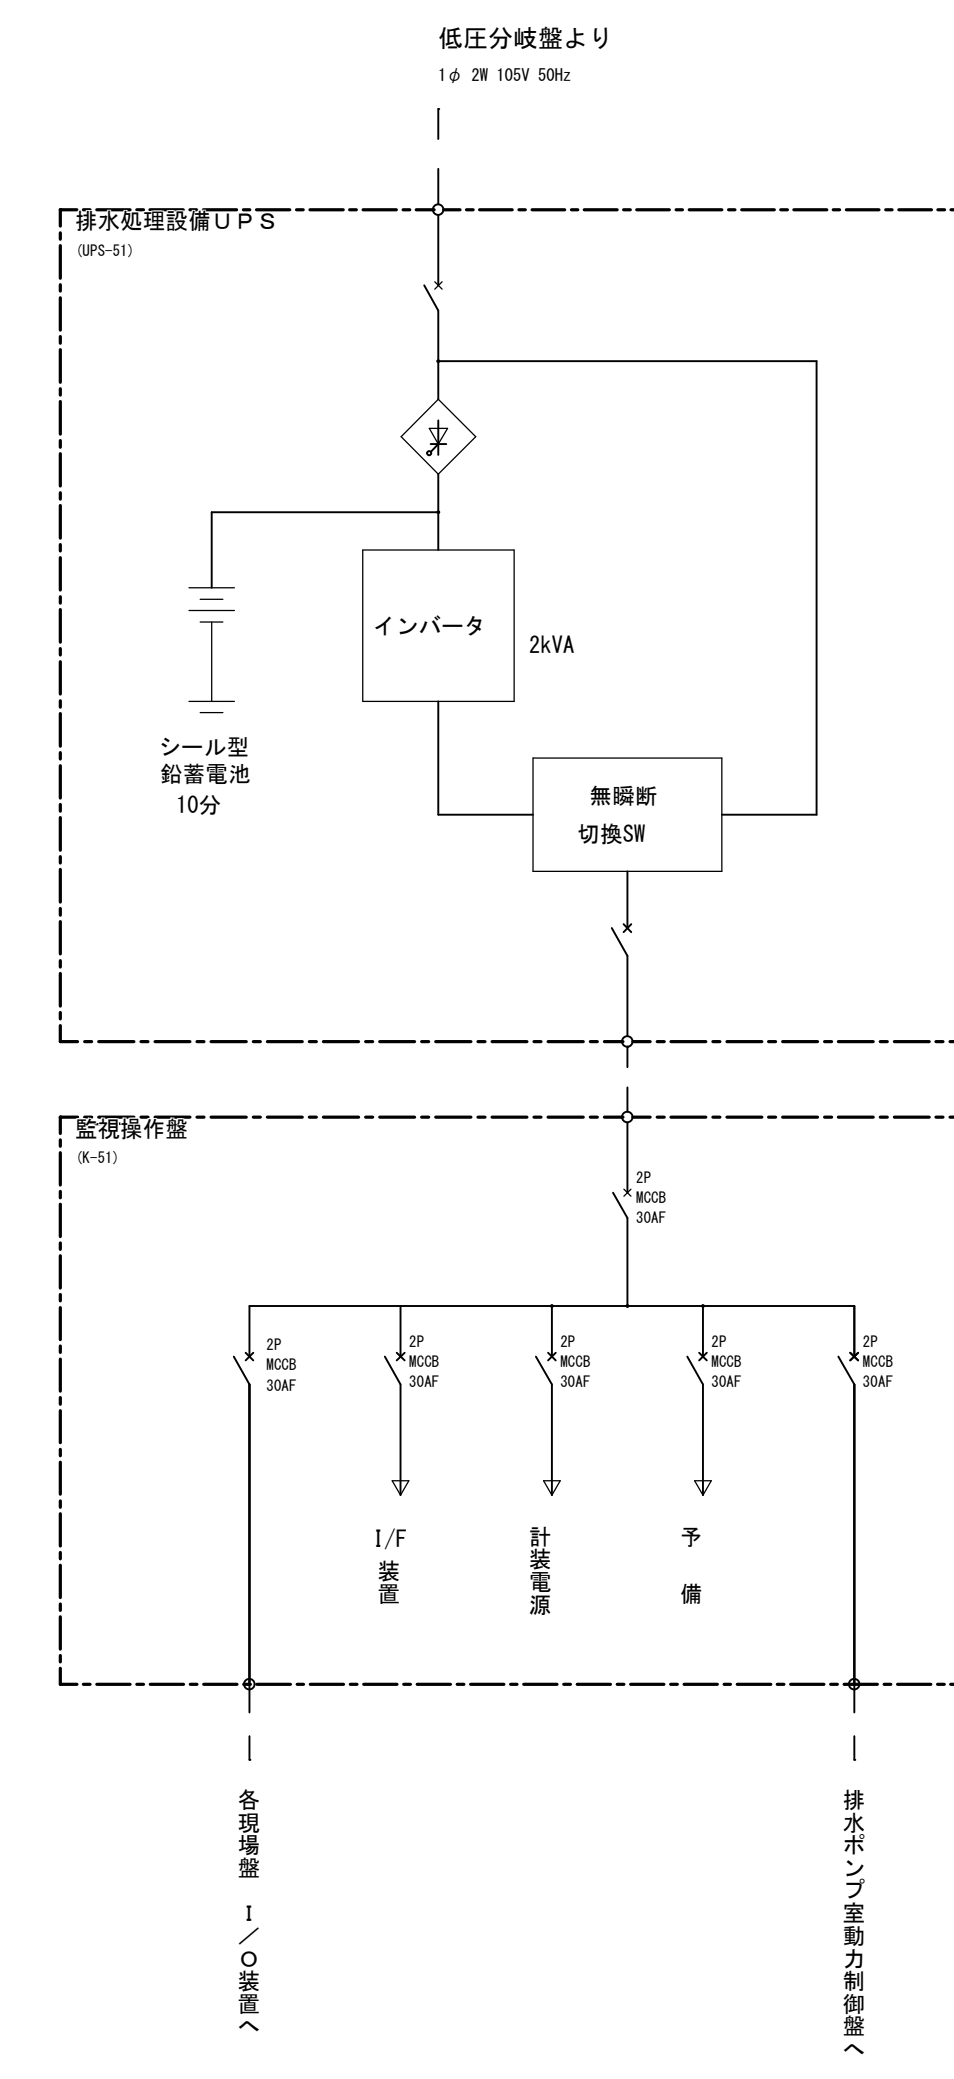 低圧分岐盤より
1φ 2W 105V 50Hz
排水処理設備UPS
(UPS-51)
インバータ
2kVA
シール型
鉛蓄電池
10分
無瞬断
切換SW
監視操作盤
(K-51)
2P
MCCB
30AF
2P
MCCB
30AF
2P
MCCB
30AF
2P
MCCB
30AF
2P
MCCB
30AF
2P
MCCB
30AF
I/F
装置
計装電源
予備
各現場盤 I/O装置へ
排水ポンプ室動力制御盤へ